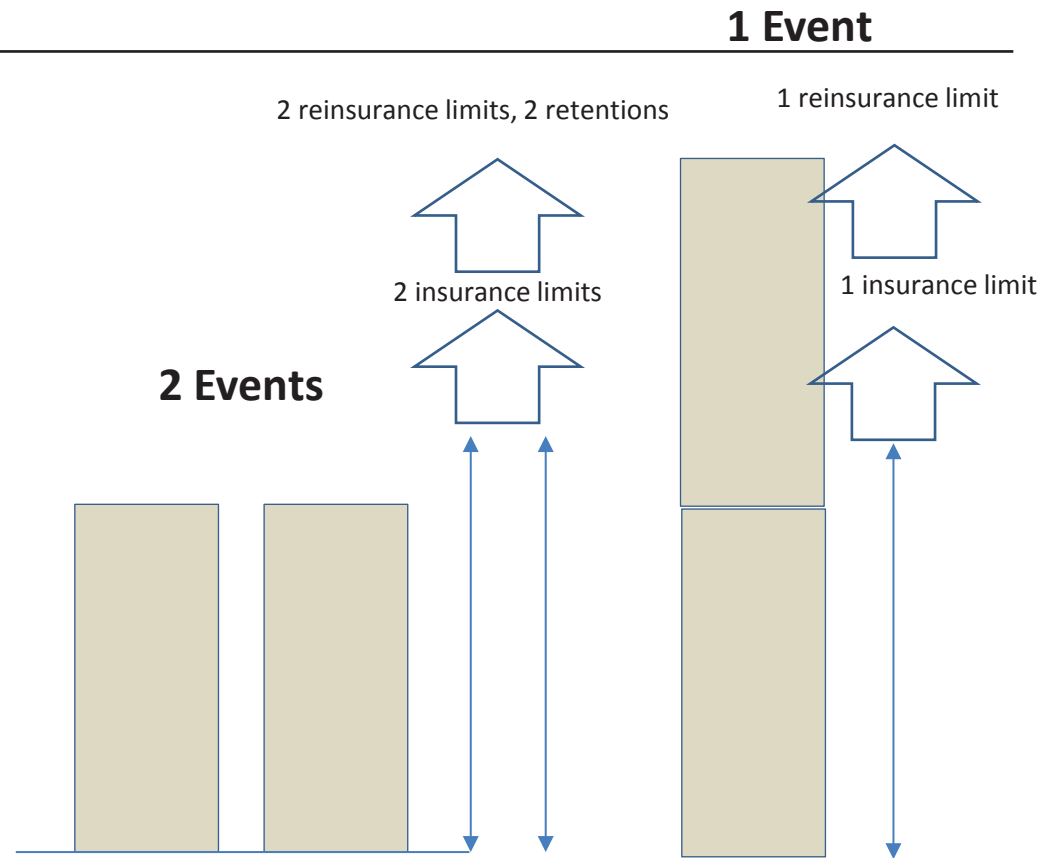 1 Event
2 reinsurance limits, 2 retentions
1 reinsurance limit
2 insurance limits
1 insurance limit
2 Events